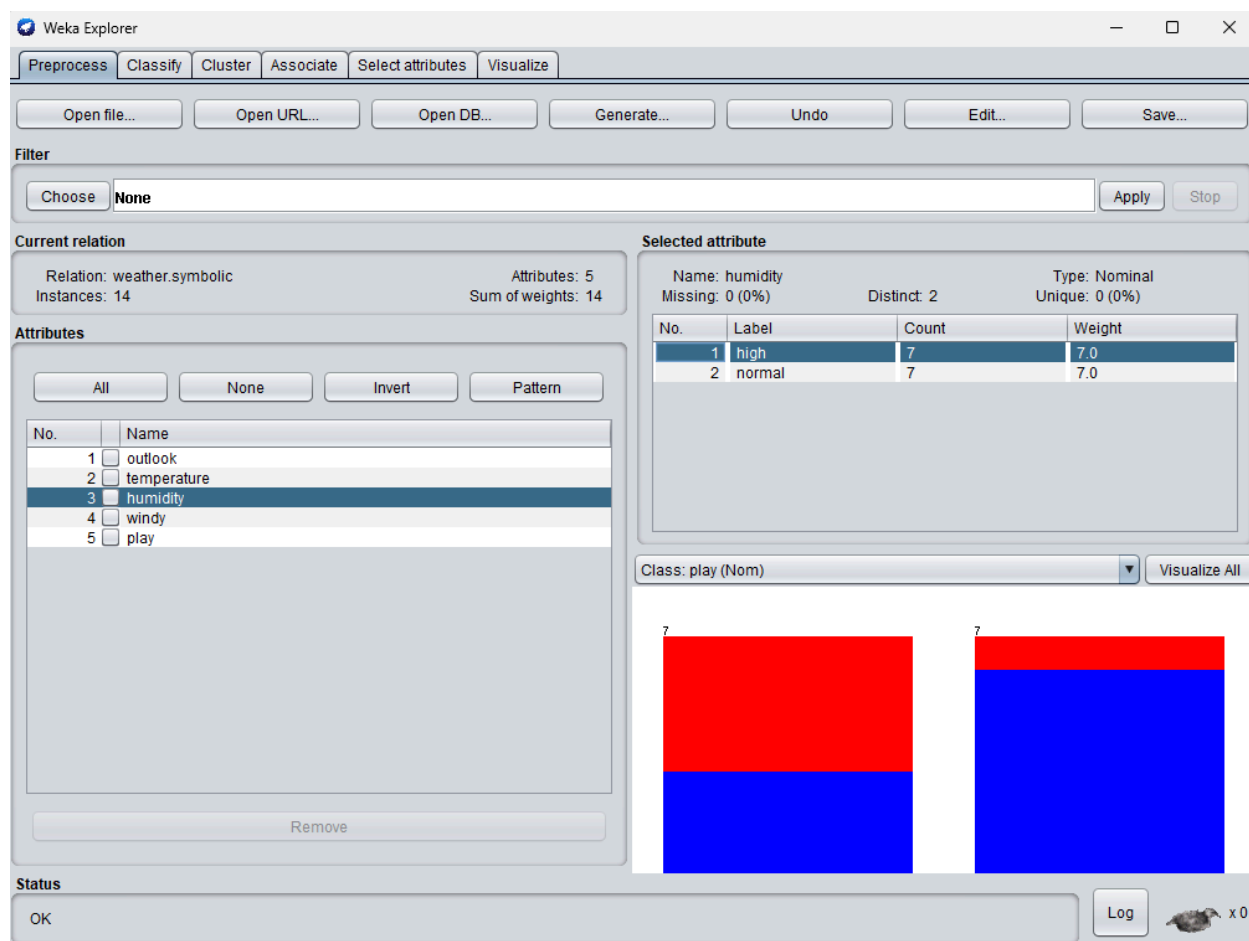 Weka Explorer
Preprocess Classify Cluster Associate Select attributes Visualize
Open file... Open URL... Open DB... Generate... Undo Edit... Save...
Filter
Choose None Apply Stop
Current relation
Relation: weather.symbolic Attributes: 5
Instances: 14 Sum of weights: 14
Attributes
All None Invert Pattern
No. Name
1 outlook
2 temperature
3 humidity
4 windy
5 play
Remove
Selected attribute
Name: humidity Type: Nominal
Missing: 0 (0%) Distinct: 2 Unique: 0 (0%)
No. Label Count Weight
1 high 7 7.0
2 normal 7 7.0
Class: play (Nom) Visualize All
7 7
Status
OK Log x 0